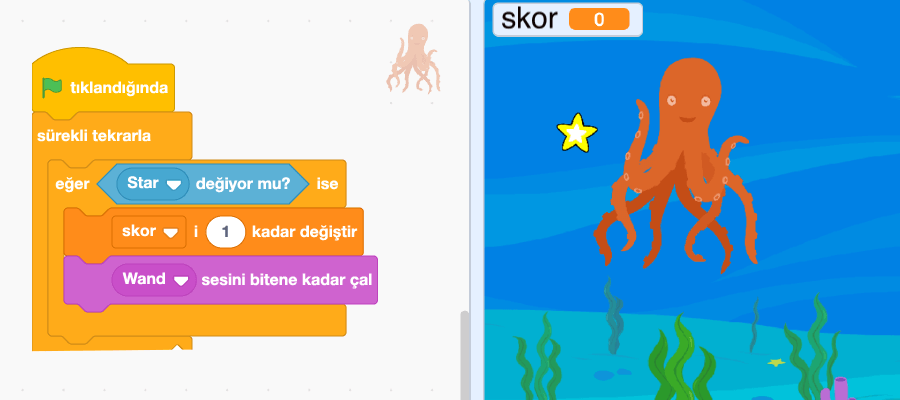 tıklandığında
sürekli tekrarla
eğer Star değiyor mu? ise
skor i 1 kadar değiştir
Wand sesini bitene kadar çal
skor 0